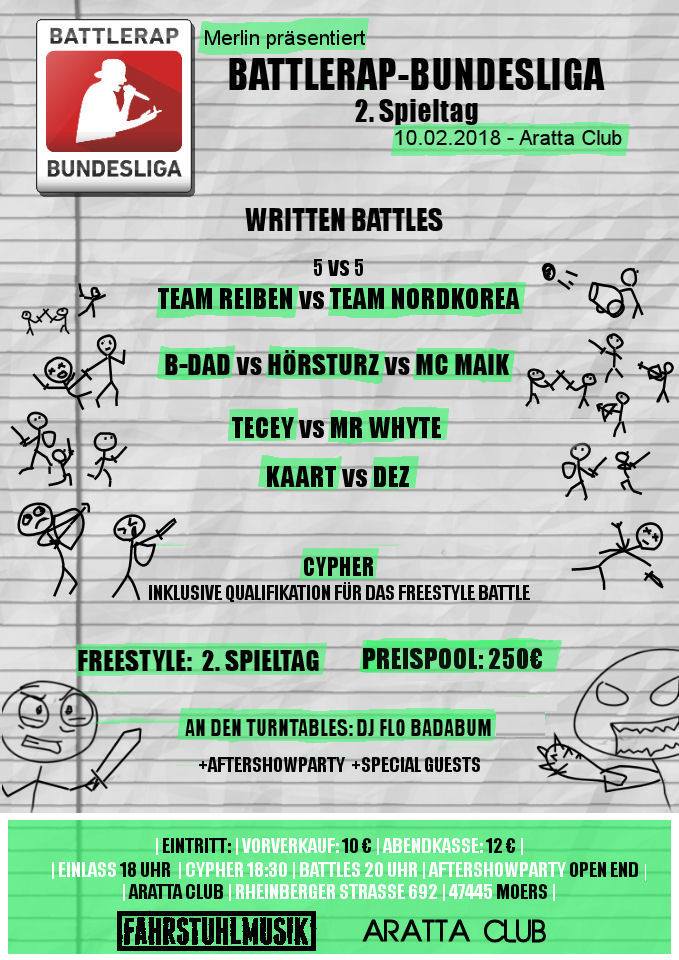 BATTLERAP
BUNDESLIGA
Merlin präsentiert
BATTLERAP-BUNDESLIGA
2. Spieltag
10.02.2018 - Aratta Club
WRITTEN BATTLES
5 VS 5
TEAM REIBEN vs TEAM NORDKOREA
B-DAD vs HÖRSTURZ vs MC MAIK
TECEY vs MR WHYTE
KAART vs DEZ
CYPHER
INKLUSIVE QUALIFIKATION FÜR DAS FREESTYLE BATTLE
FREESTYLE: 2. SPIELTAG
PREISPOOL: 250€
AN DEN TURNTABLES: DJ FLO BADABUM
+AFTERSHOWPARTY +SPECIAL GUESTS
| EINTRITT: | VORVERKAUF: 10 € | ABENDKASSE: 12 € |
| EINLASS 18 UHR | CYPHER 18:30 | BATTLES 20 UHR | AFTERSHOWPARTY OPEN END |
| ARATTA CLUB | RHEINBERGER STRASSE 692 | 47445 MOERS |
FAHRSTUHLMUSIK
ARATTA CLUB